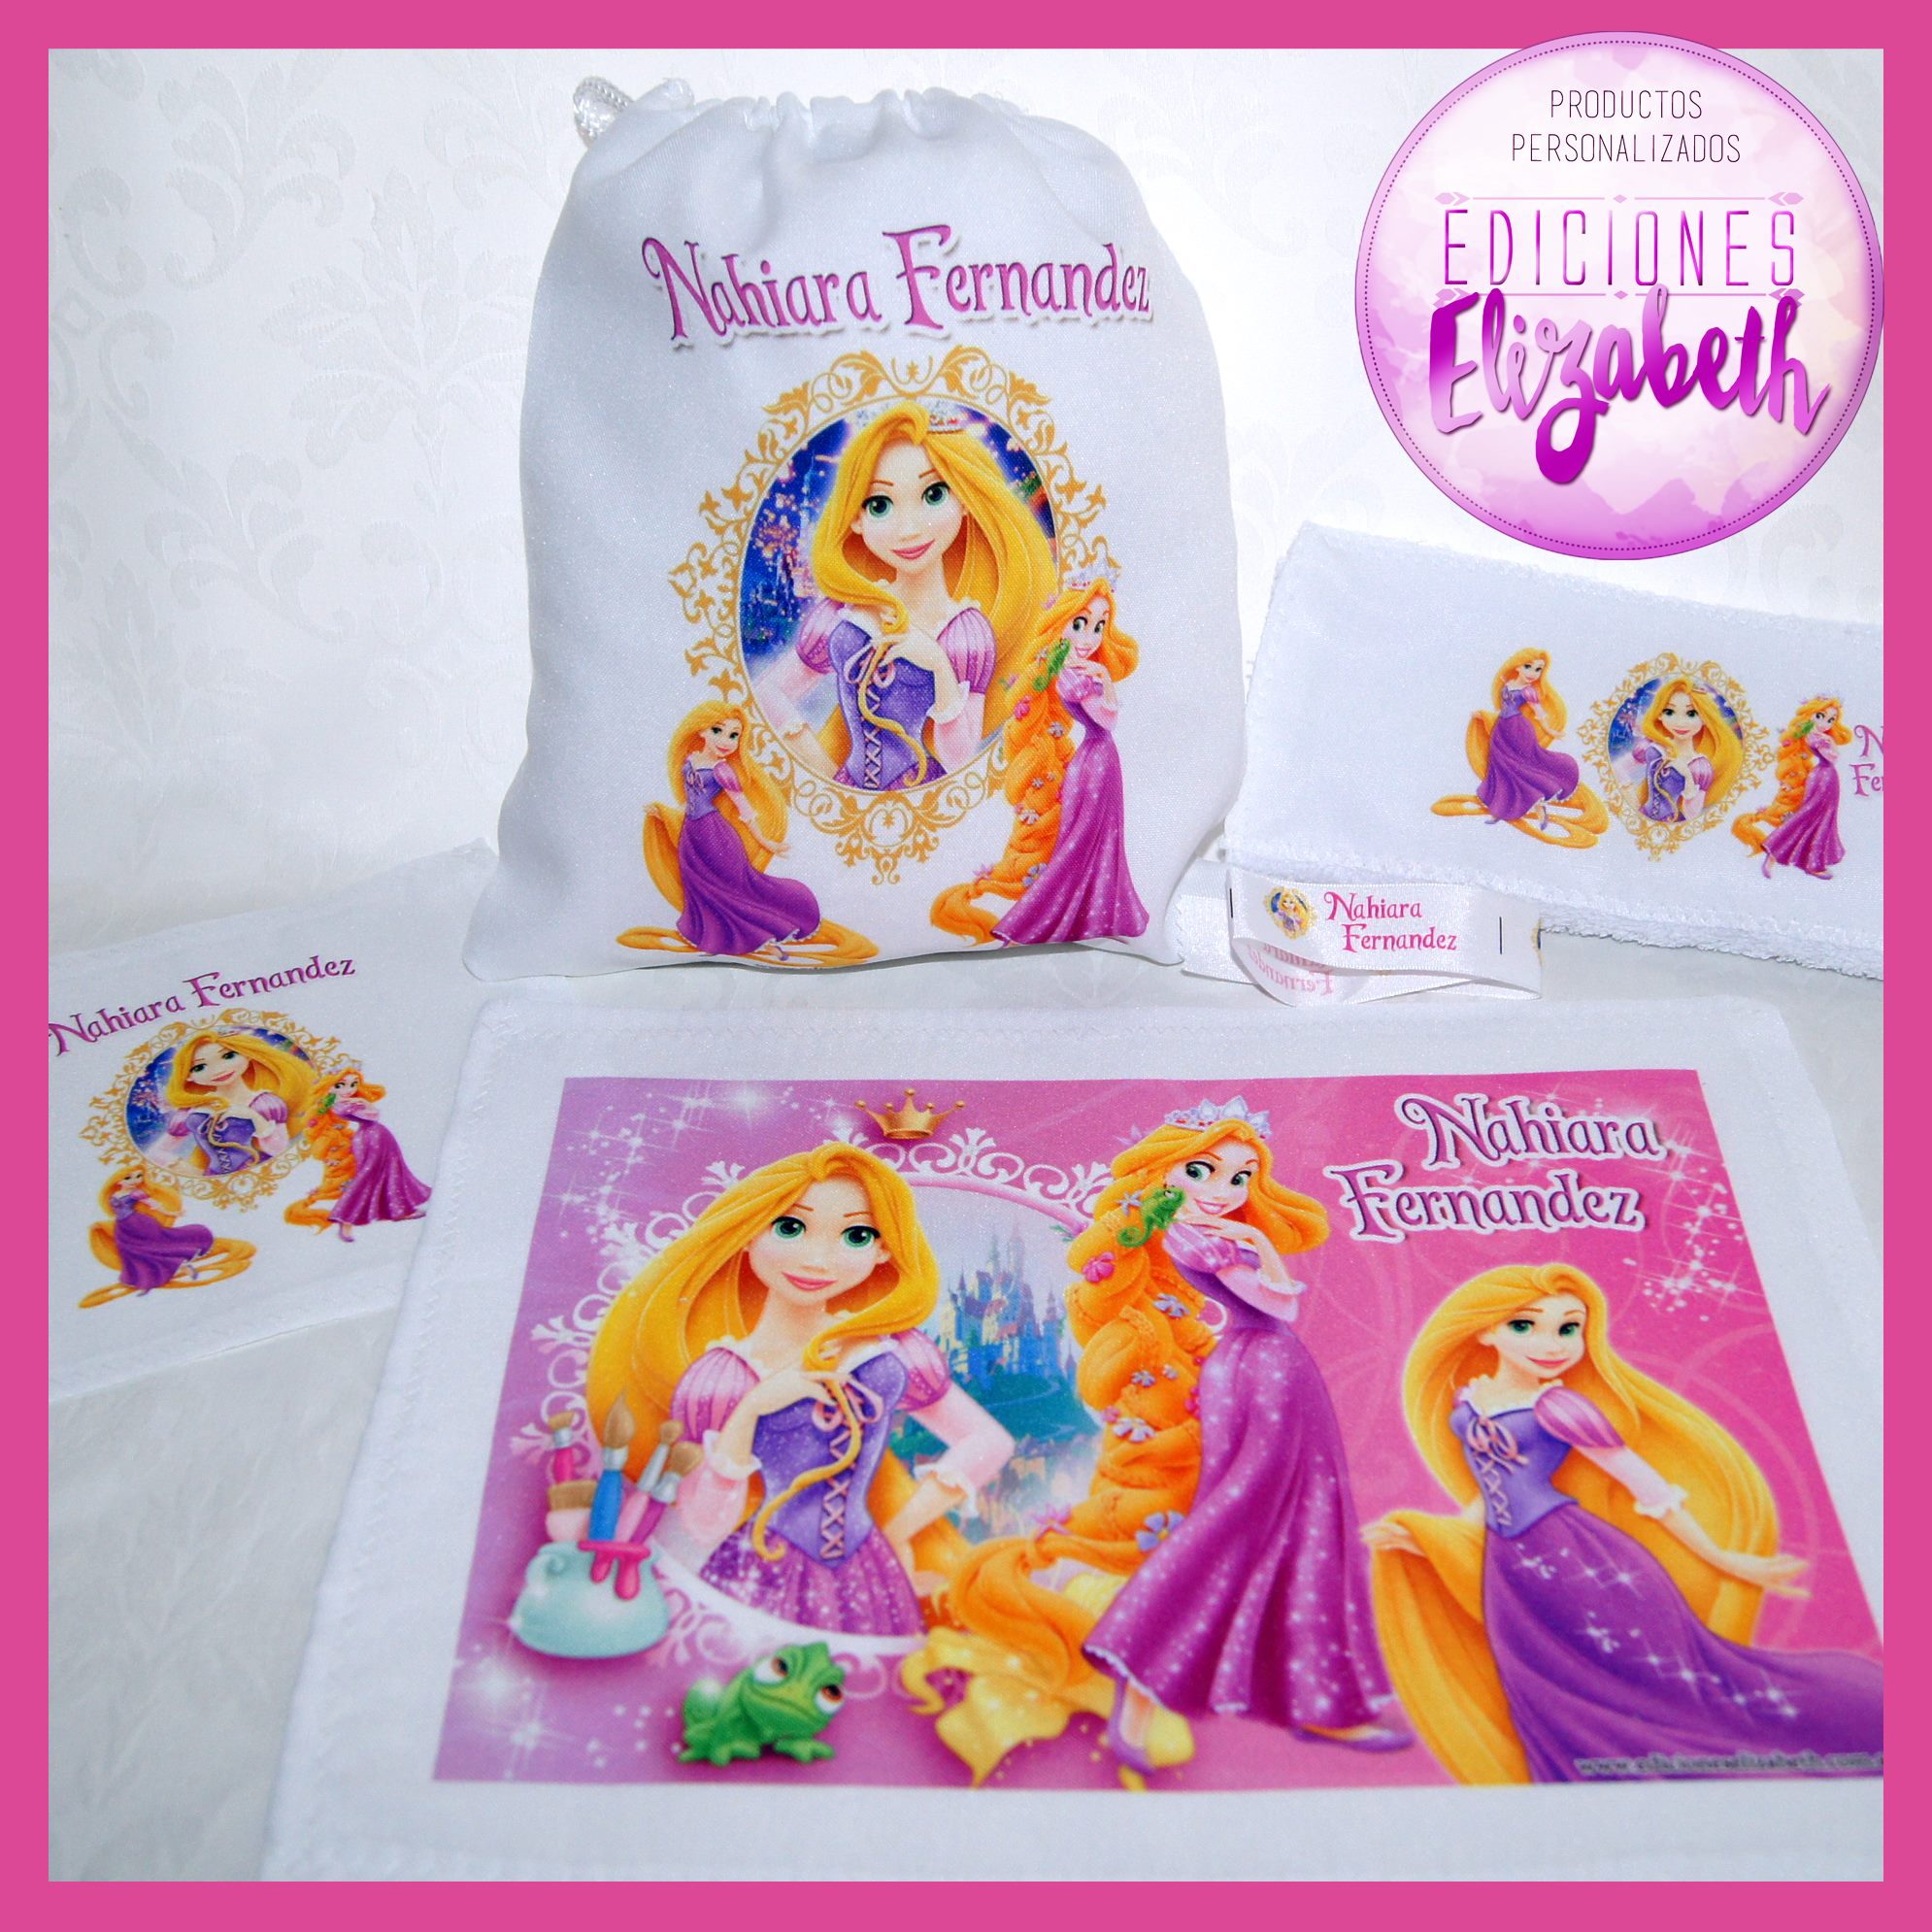 PRODUCTOS
PERSONALIZADOS
EDICIONES
Elizabeth
Nahiara Fernandez
Nahiara
Fernandez
Nahiara Fernandez
Nahiara
Fernandez